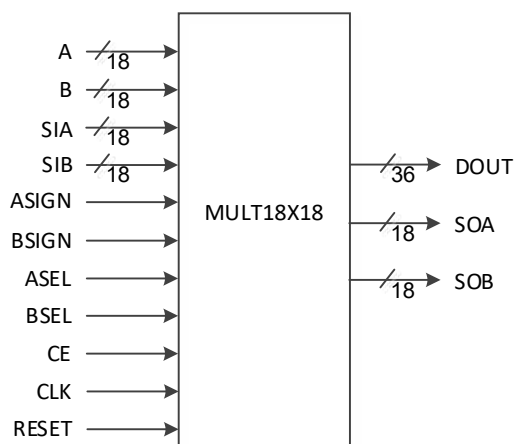 A
18
B
18
SIA
18
SIB
18
ASIGN
BSIGN
ASEL
BSEL
CE
CLK
RESET
MULT18X18
36
DOUT
18
SOA
18
SOB